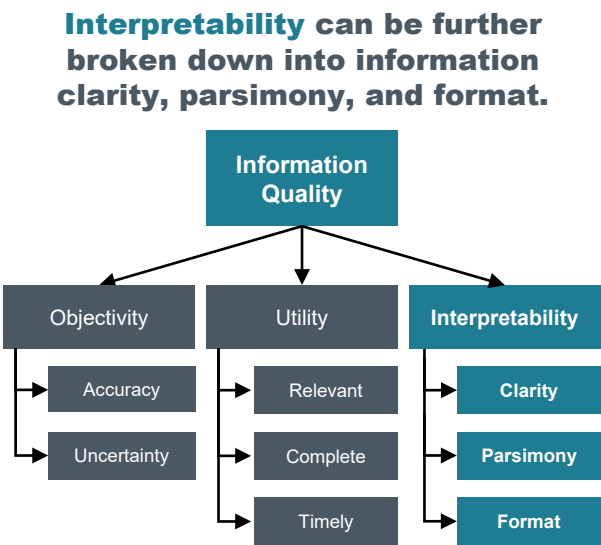 Interpretability can be further
broken down into information
clarity, parsimony, and format.
Information
Quality
Objectivity
Utility
Interpretability
Accuracy
Relevant
Clarity
Uncertainty
Complete
Parsimony
Timely
Format